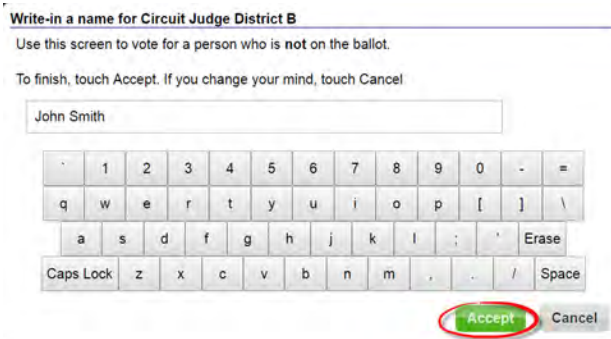 Write-in a name for Circuit Judge District B
Use this screen to vote for a person who is not on the ballot.
To finish, touch Accept. If you change your mind, touch Cancel
John Smith
` 1 2 3 4 5 6 7 8 9 0 - =
q w e r t y u i o p [ ] \
a s d f g h j k l ; ' Erase
Caps Lock z x c v b n m , . / Space
Accept Cancel